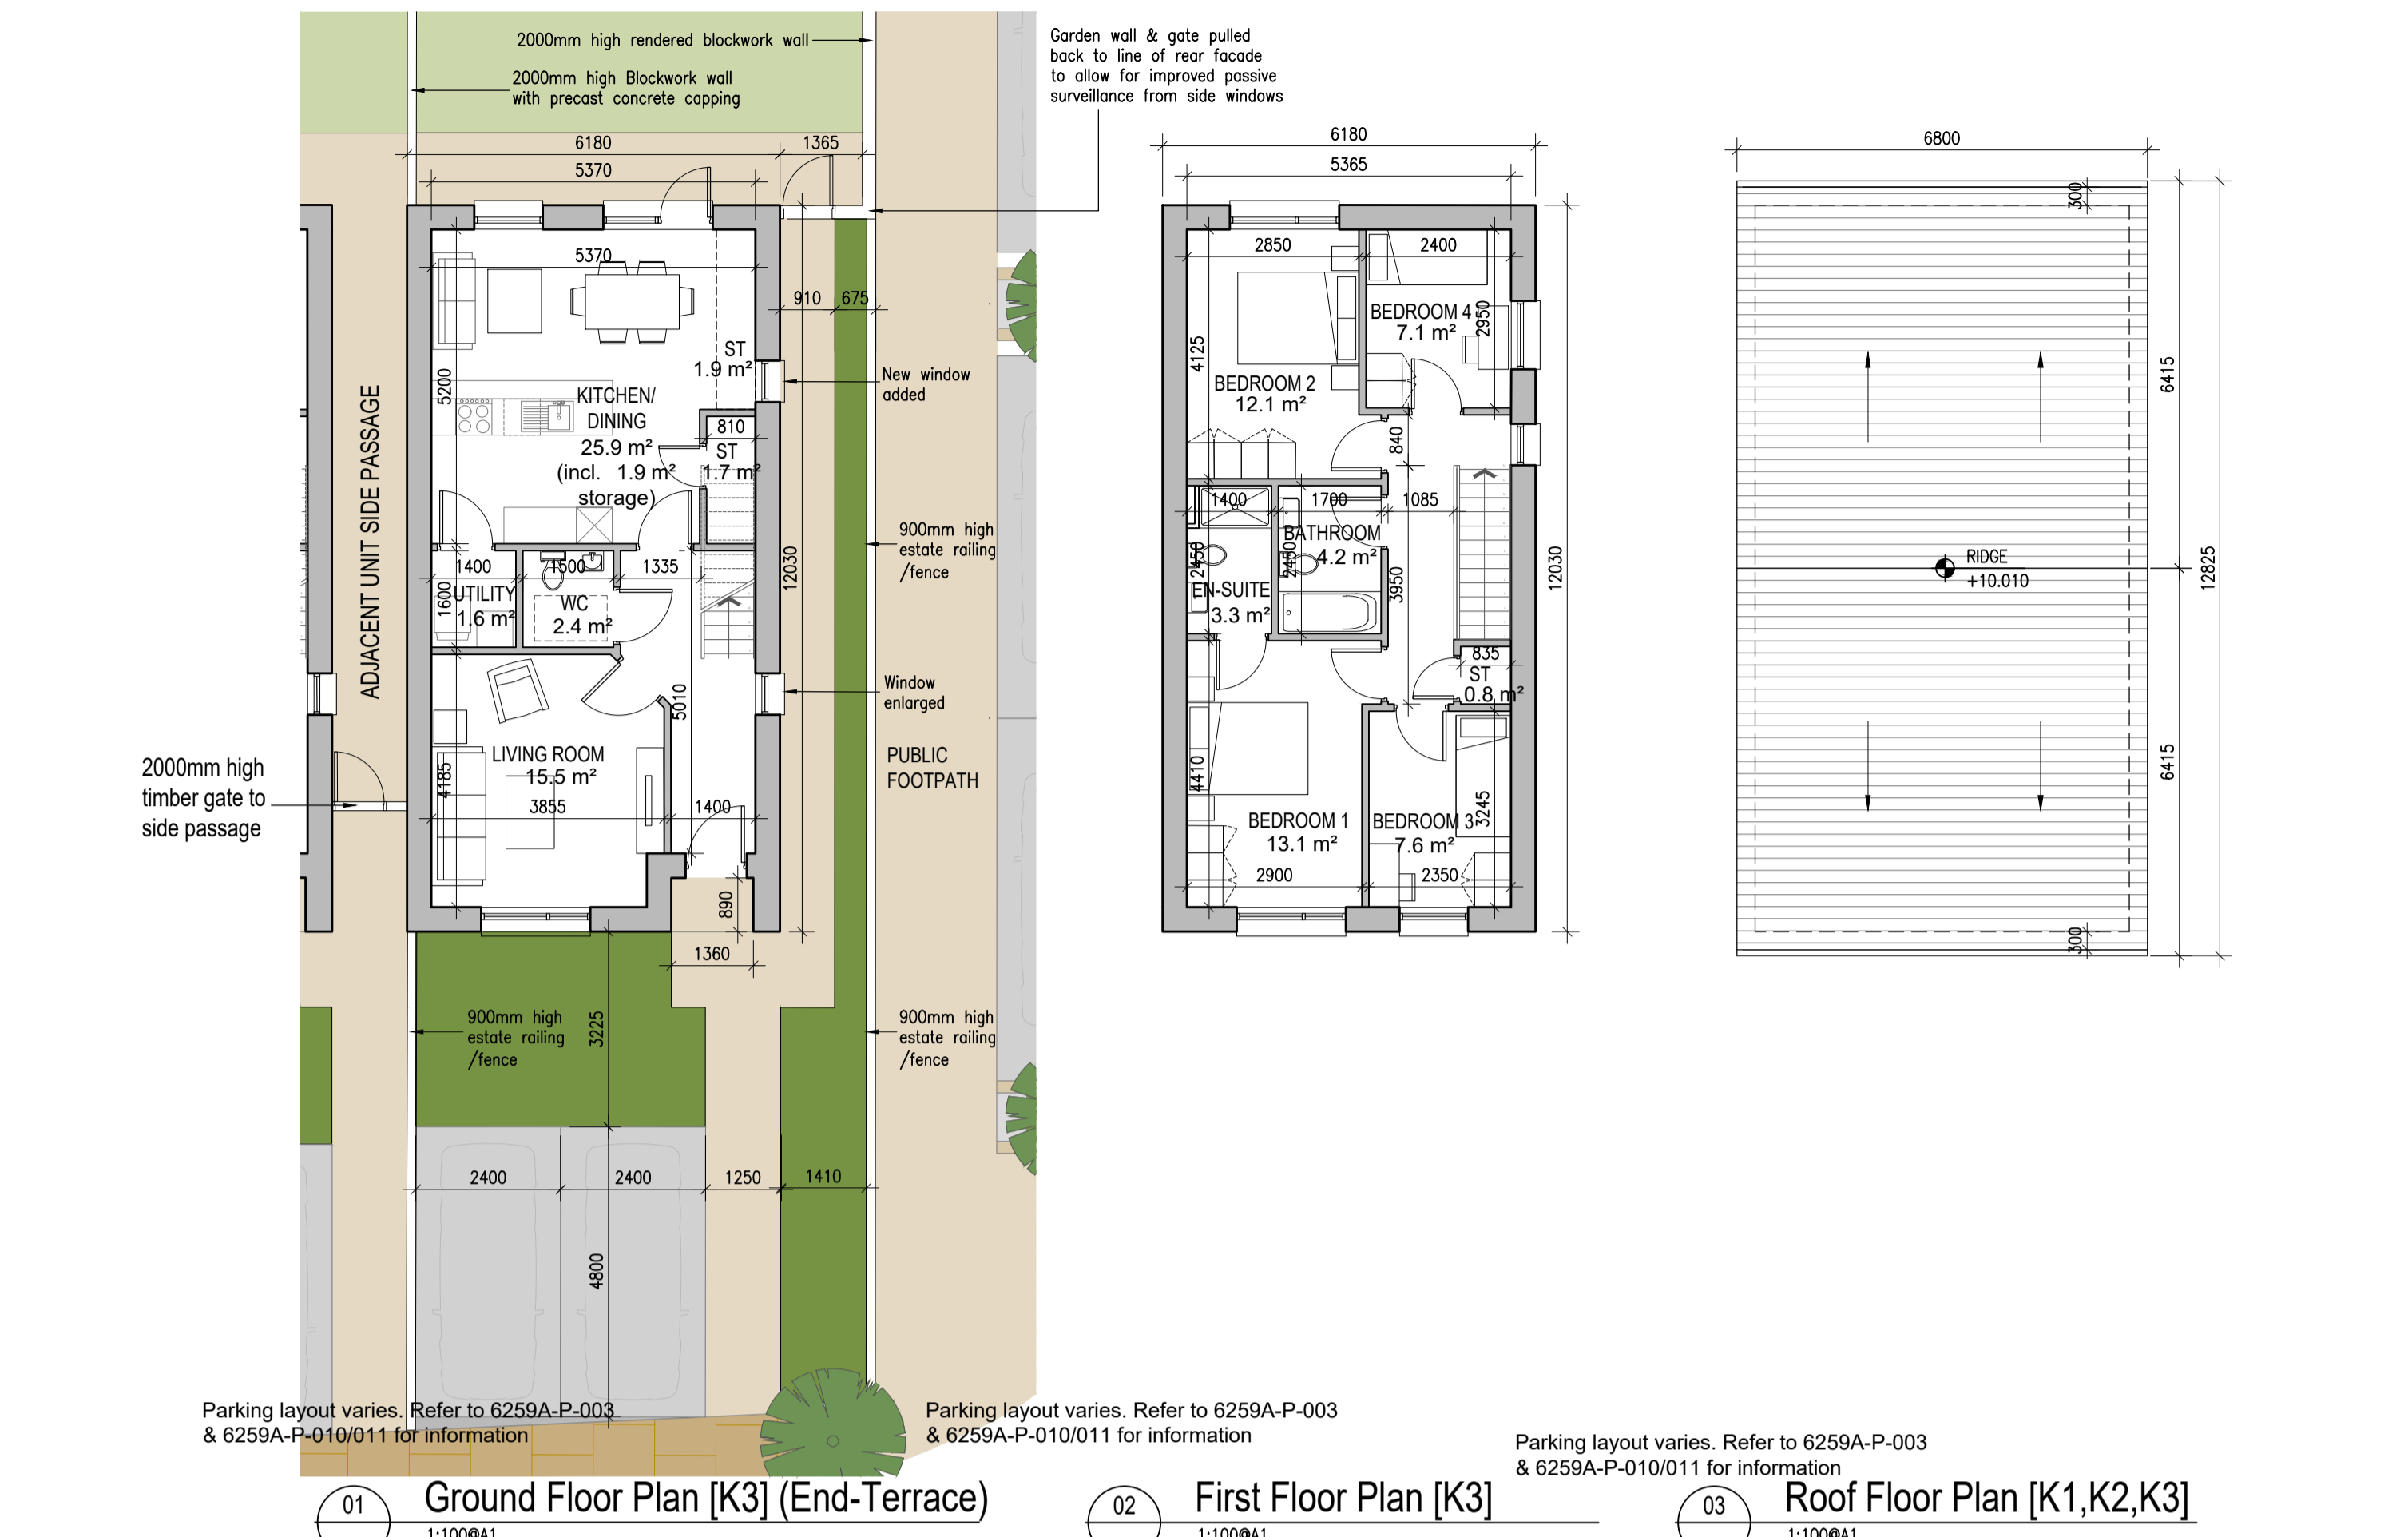 2000mm high rendered blockwork wall
2000mm high Blockwork wall
with precast concrete capping
6180
1365
5370
Garden wall & gate pulled
back to line of rear facade
to allow for improved passive
surveillance from side windows
5370
910
675
ST
1.9 m²
New window
added
5200
KITCHEN/
DINING
25.9 m²
(incl. 1.9 m²
storage)
810
ST
1.7 m²
ADJACENT UNIT SIDE PASSAGE
900mm high
estate railing
/fence
12030
1400
1500
1335
1600
UTILITY
1.6 m²
WC
2.4 m²
5010
Window
enlarged
PUBLIC
FOOTPATH
2000mm high
timber gate to
side passage
LIVING ROOM
15.5 m²
4185
3855
1400
890
1360
900mm high
estate railing
/fence
3225
900mm high
estate railing
/fence
2400
2400
1250
1410
4800
Parking layout varies. Refer to 6259A-P-003
& 6259A-P-010/011 for information
01
Ground Floor Plan [K3] (End-Terrace)
1:100@A1
6180
5365
2850
2400
BEDROOM 4
7.1 m²
2950
4125
BEDROOM 2
12.1 m²
840
1400
1700
1085
BATHROOM
4.2 m²
2450
2450
EN-SUITE
3.3 m²
3950
12030
835
ST
0.8 m²
4410
BEDROOM 1
13.1 m²
BEDROOM 3
7.6 m²
3245
2900
2350
Parking layout varies. Refer to 6259A-P-003
& 6259A-P-010/011 for information
02
First Floor Plan [K3]
1:100@A1
6800
300
6415
RIDGE
+10.010
12825
6415
300
Parking layout varies. Refer to 6259A-P-003
& 6259A-P-010/011 for information
03
Roof Floor Plan [K1,K2,K3]
1:100@A1